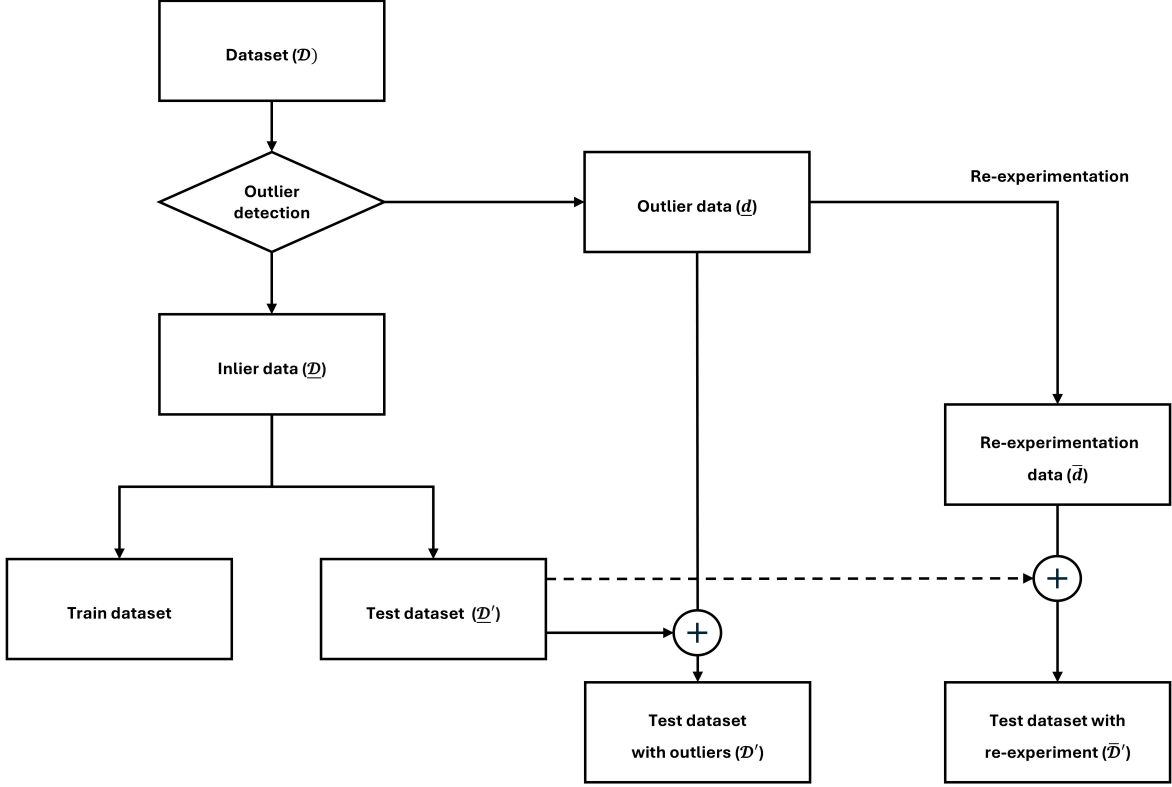 Dataset (𝒟)
Outlier
detection
Outlier data (d̲)
Re-experimentation
Inlier data (𝒟̲)
Re-experimentation
data (d̅)
Train dataset
Test dataset (𝒟̲′)
+
+
Test dataset
with outliers (𝒟′)
Test dataset with
re-experiment (𝒟̅′)